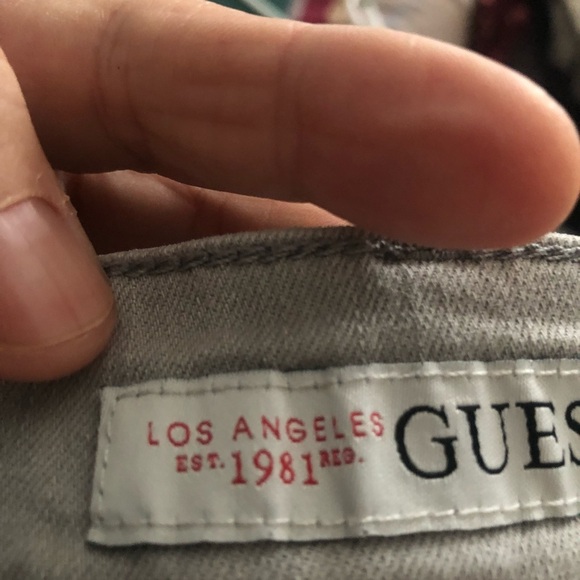 LOS ANGELES
EST. 1981 REG.
GUES